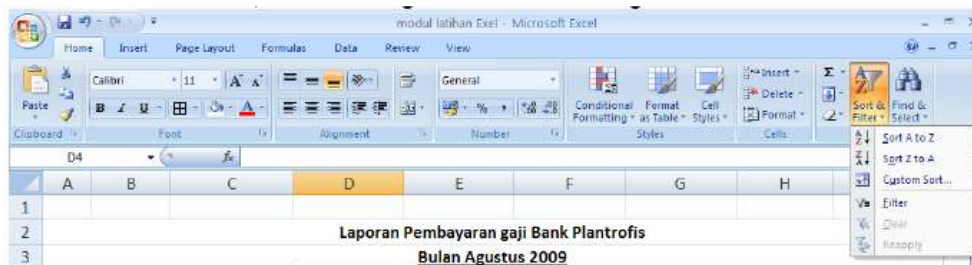 modul latihan Exel - Microsoft Excel
Home Insert Page Layout Formulas Data Review View
Calibri 11 A A General Insert Σ
Paste Delete
B I U A % , Conditional Formatting Format as Table Cell Styles Format Sort & Filter Find & Select
Clipboard Font Alignment Number Styles Cells
Sort A to Z
D4 fx
Sort Z to A
Custom Sort...
A B C D E F G H
Filter
1
Clear
2 Laporan Pembayaran gaji Bank Plantrofis
Reapply
3 Bulan Agustus 2009